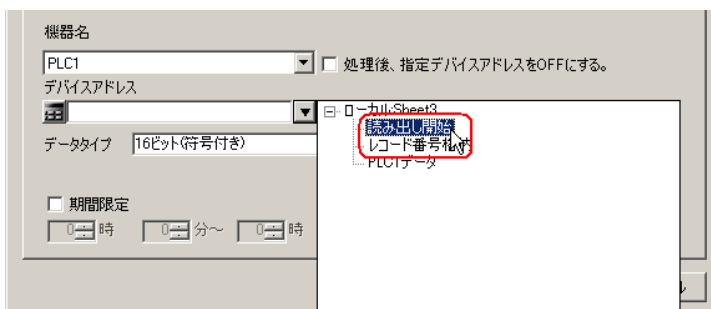 機器名
PLC1
処理後、指定デバイスアドレスをOFFにする。
デバイスアドレス
ローカル:Sheet3
読み出し開始
データタイプ 16ビット(符号付き)
レコード番号格納
PLC1データ
期間限定
0 時 0 分～ 0 時
ル